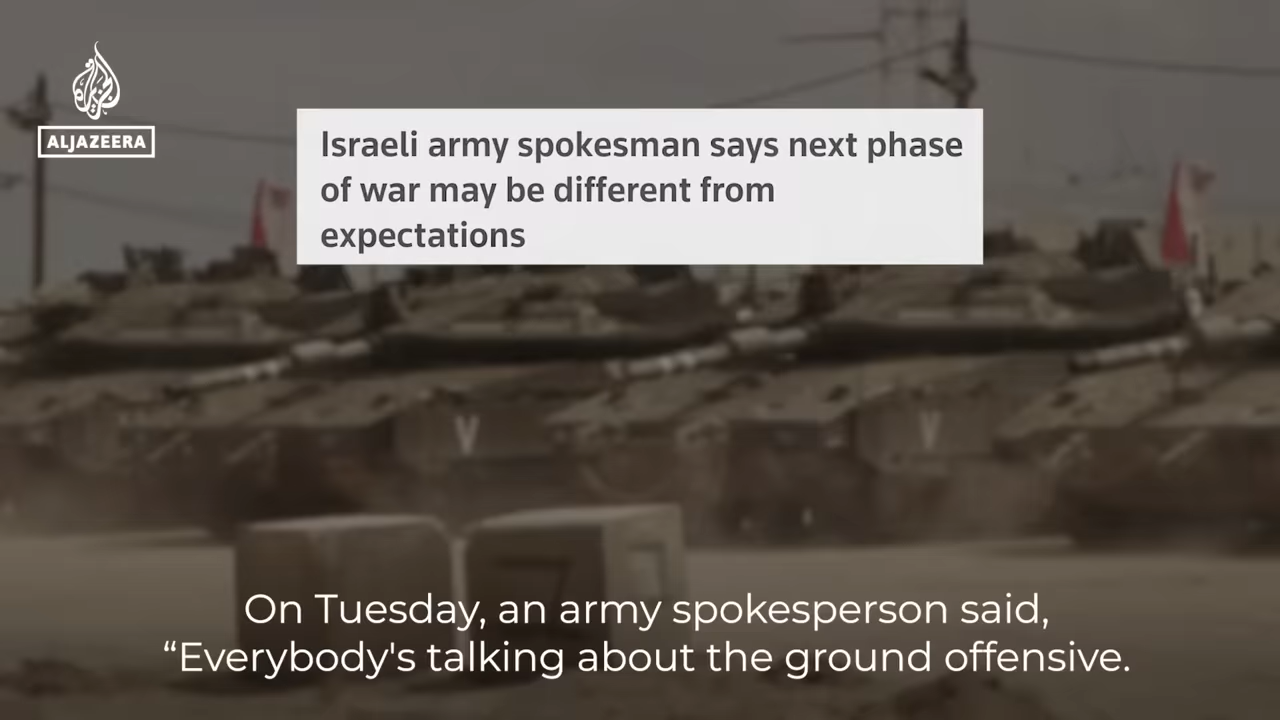 ALJAZEERA
Israeli army spokesman says next phase
of war may be different from
expectations
V
V
On Tuesday, an army spokesperson said,
“Everybody's talking about the ground offensive.